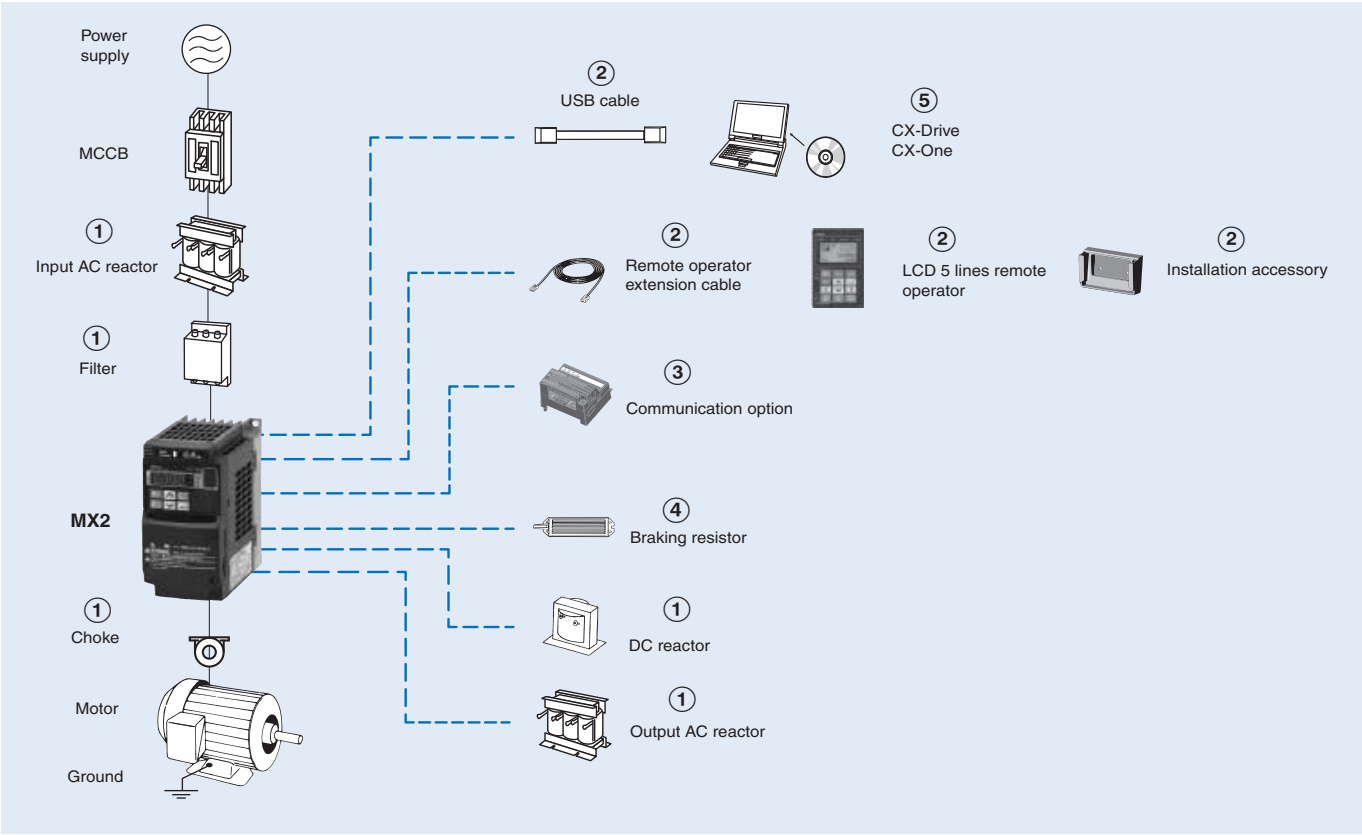 Power
supply
MCCB
1
Input AC reactor
1
Filter
MX2
1
Choke
Motor
Ground
2
USB cable
5
CX-Drive
CX-One
2
Remote operator
extension cable
2
LCD 5 lines remote
operator
2
Installation accessory
3
Communication option
4
Braking resistor
1
DC reactor
1
Output AC reactor